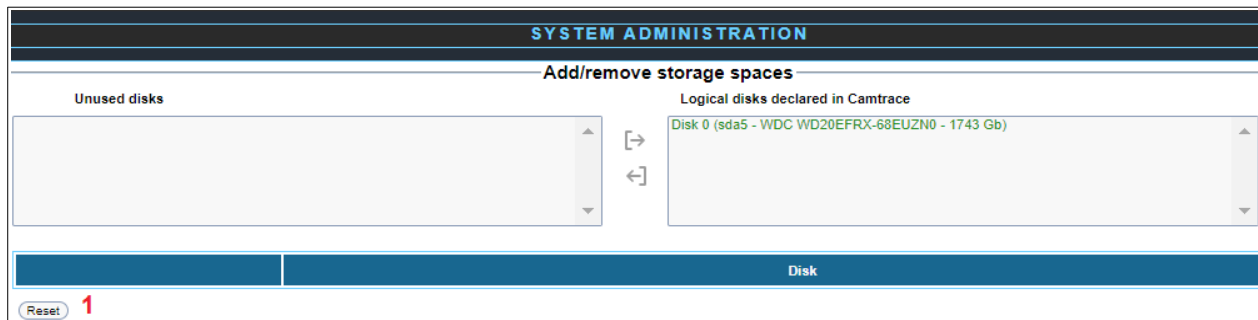 SYSTEM ADMINISTRATION
Add/remove storage spaces
Unused disks
Logical disks declared in Camtrace
Disk 0 (sda5 - WDC WD20EFRX-68EUZN0 - 1743 Gb)
Disk
Reset 1